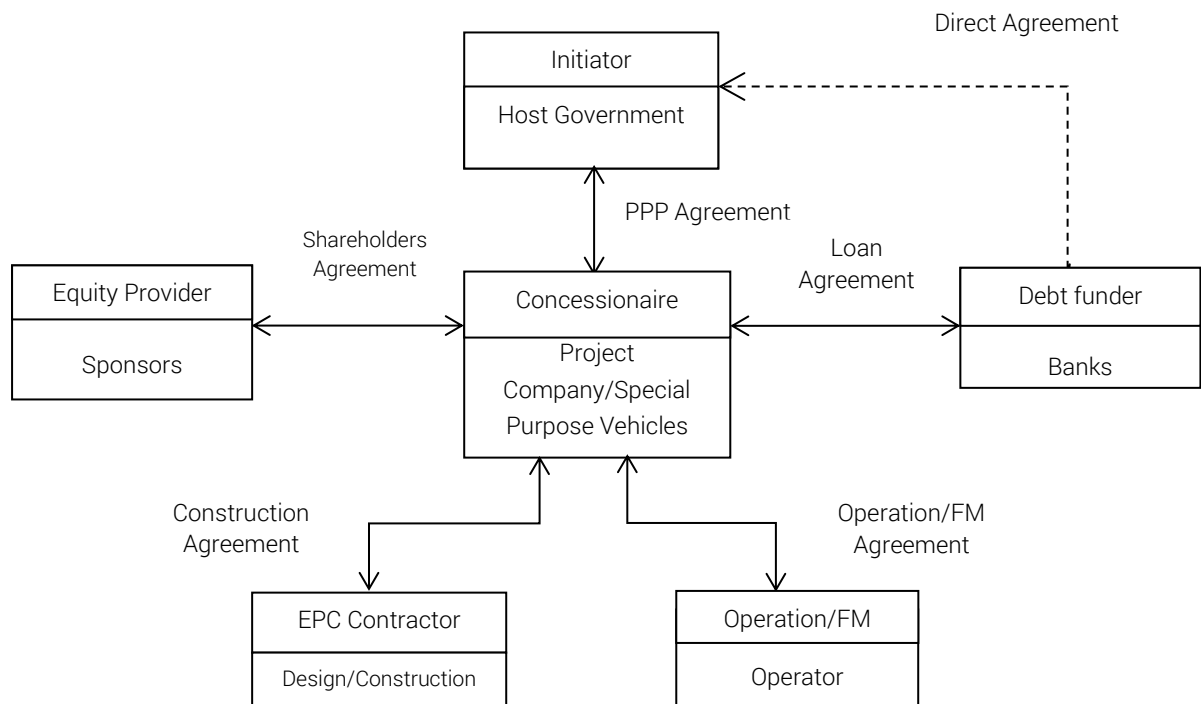 Direct Agreement
Initiator
Host Government
PPP Agreement
Shareholders
Agreement
Loan
Agreement
Equity Provider
Sponsors
Concessionaire
Project
Company/Special
Purpose Vehicles
Debt funder
Banks
Construction
Agreement
Operation/FM
Agreement
EPC Contractor
Design/Construction
Operation/FM
Operator